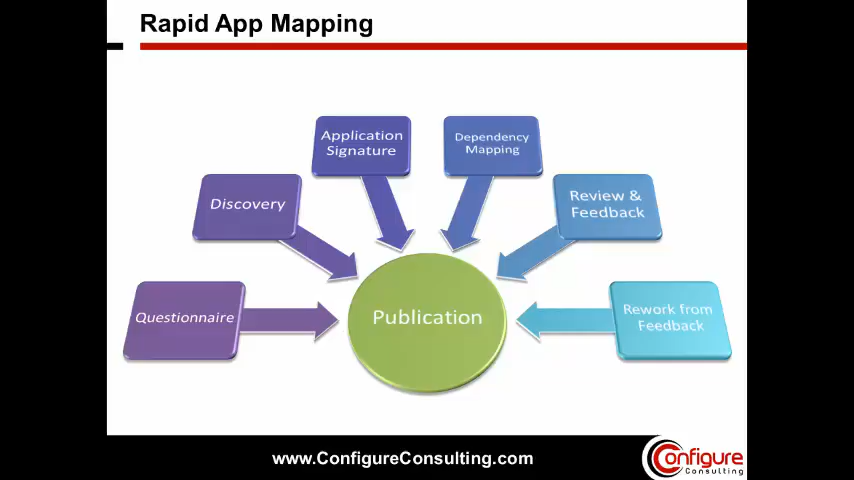 Rapid App Mapping
Application
Signature
Dependency
Mapping
Discovery
Review &
Feedback
Questionnaire
Publication
Rework from
Feedback
www.ConfigureConsulting.com
Configure
Consulting